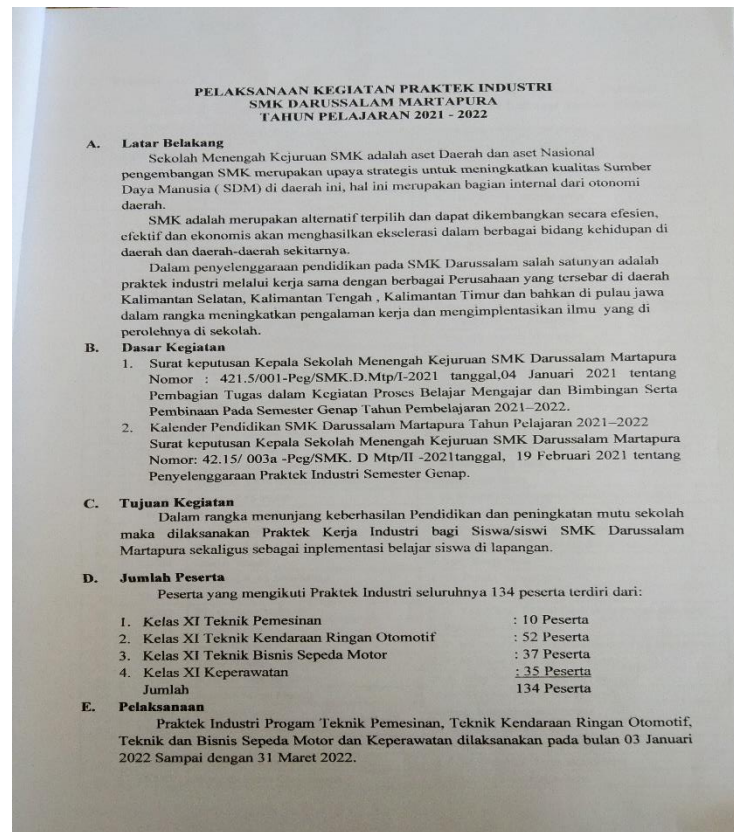 PELAKSANAAN KEGIATAN PRAKTEK INDUSTRI
SMK DARUSSALAM MARTAPURA
TAHUN PELAJARAN 2021 - 2022
A. Latar Belakang
Sekolah Menengah Kejuruan SMK adalah aset Daerah dan aset Nasional
pengembangan SMK merupakan upaya strategis untuk meningkatkan kualitas Sumber
Daya Manusia ( SDM) di daerah ini, hal ini merupakan bagian internal dari otonomi
daerah.
SMK adalah merupakan alternatif terpilih dan dapat dikembangkan secara efesien,
efektif dan ekonomis akan menghasilkan ekselerasi dalam berbagai bidang kehidupan di
daerah dan daerah-daerah sekitarnya.
Dalam penyelenggaraan pendidikan pada SMK Darussalam salah satunyan adalah
praktek industri melalui kerja sama dengan berbagai Perusahaan yang tersebar di daerah
Kalimantan Selatan, Kalimantan Tengah , Kalimantan Timur dan bahkan di pulau jawa
dalam rangka meningkatkan pengalaman kerja dan mengimplentasikan ilmu yang di
perolehnya di sekolah.
B. Dasar Kegiatan
1. Surat keputusan Kepala Sekolah Menengah Kejuruan SMK Darussalam Martapura
Nomor : 421.5/001-Peg/SMK.D.Mtp/I-2021 tanggal,04 Januari 2021 tentang
Pembagian Tugas dalam Kegiatan Proses Belajar Mengajar dan Bimbingan Serta
Pembinaan Pada Semester Genap Tahun Pembelajaran 2021–2022.
2. Kalender Pendidikan SMK Darussalam Martapura Tahun Pelajaran 2021–2022
Surat keputusan Kepala Sekolah Menengah Kejuruan SMK Darussalam Martapura
Nomor: 42.15/ 003a -Peg/SMK. D Mtp/II -2021tanggal, 19 Februari 2021 tentang
Penyelenggaraan Praktek Industri Semester Genap.
C. Tujuan Kegiatan
Dalam rangka menunjang keberhasilan Pendidikan dan peningkatan mutu sekolah
maka dilaksanakan Praktek Kerja Industri bagi Siswa/siswi SMK Darussalam
Martapura sekaligus sebagai inplementasi belajar siswa di lapangan.
D. Jumlah Peserta
Peserta yang mengikuti Praktek Industri seluruhnya 134 peserta terdiri dari:
1. Kelas XI Teknik Pemesinan : 10 Peserta
2. Kelas XI Teknik Kendaraan Ringan Otomotif : 52 Peserta
3. Kelas XI Teknik Bisnis Sepeda Motor : 37 Peserta
4. Kelas XI Keperawatan : 35 Peserta
Jumlah 134 Peserta
E. Pelaksanaan
Praktek Industri Progam Teknik Pemesinan, Teknik Kendaraan Ringan Otomotif,
Teknik dan Bisnis Sepeda Motor dan Keperawatan dilaksanakan pada bulan 03 Januari
2022 Sampai dengan 31 Maret 2022.